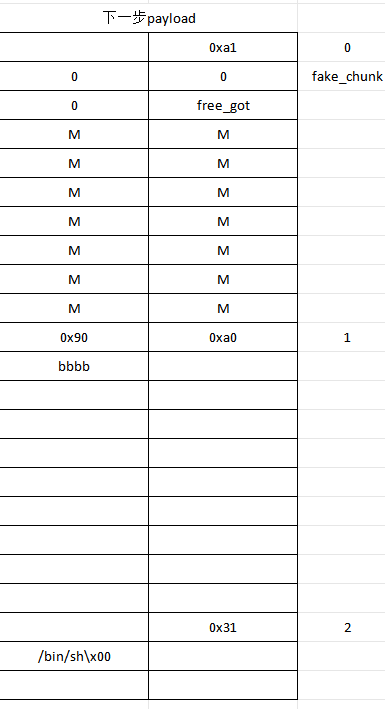 下一步payload
0xa1 0
0 0 fake_chunk
0 free_got
M M
M M
M M
M M
M M
M M
M M
0x90 0xa0 1
bbbb
0x31 2
/bin/sh\x00